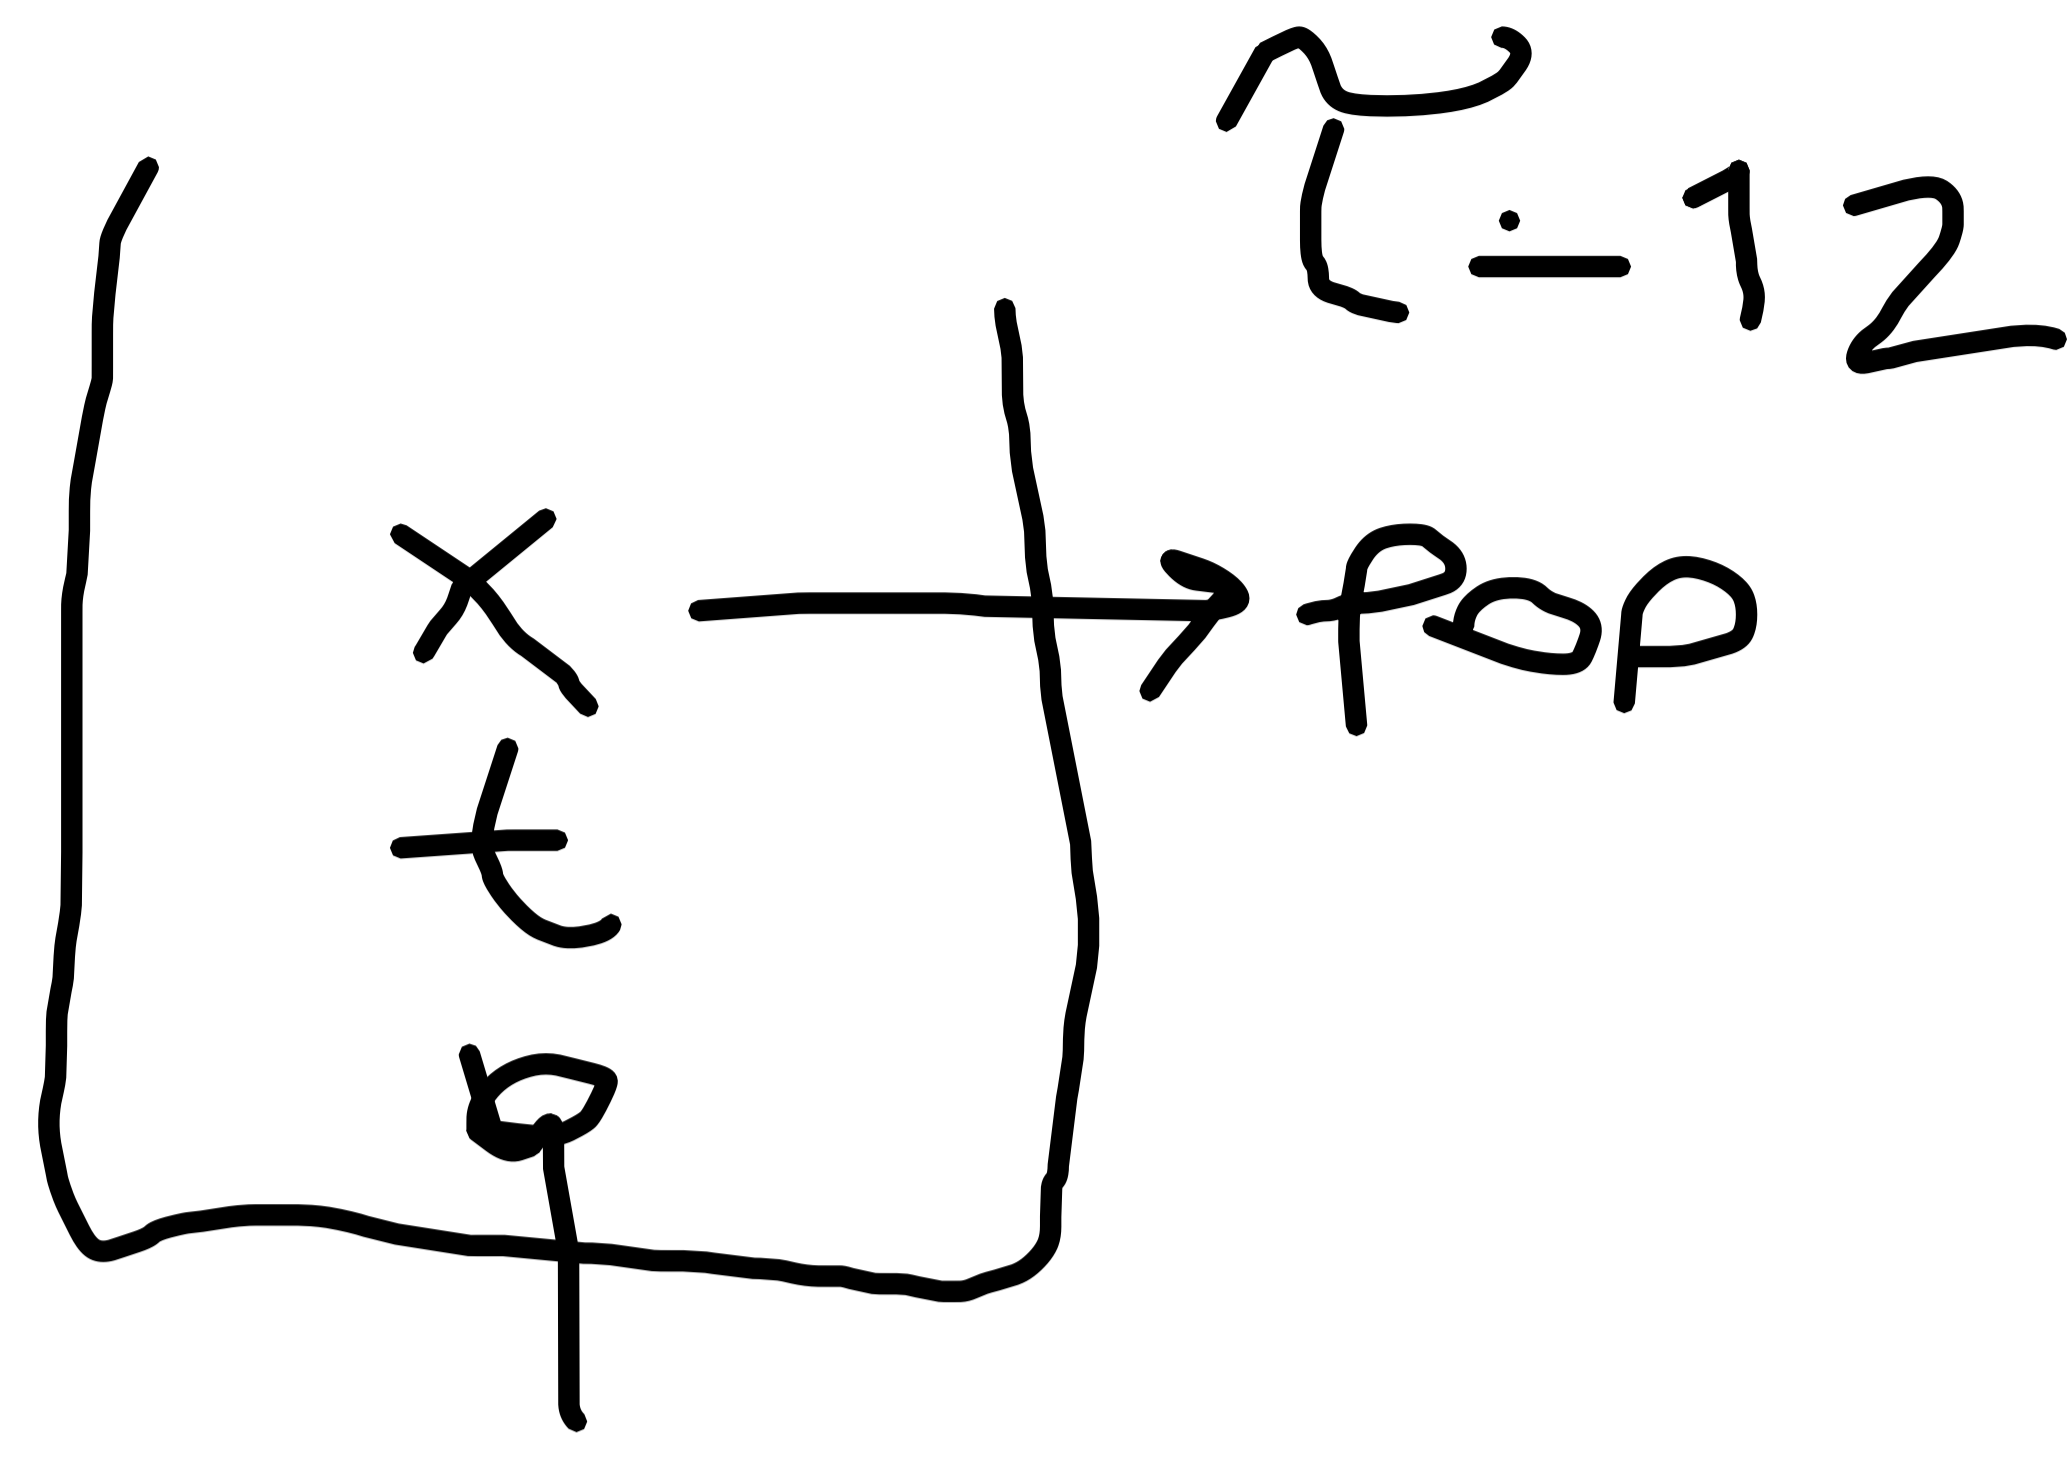 τ ∸ 12
x → pop
t
q